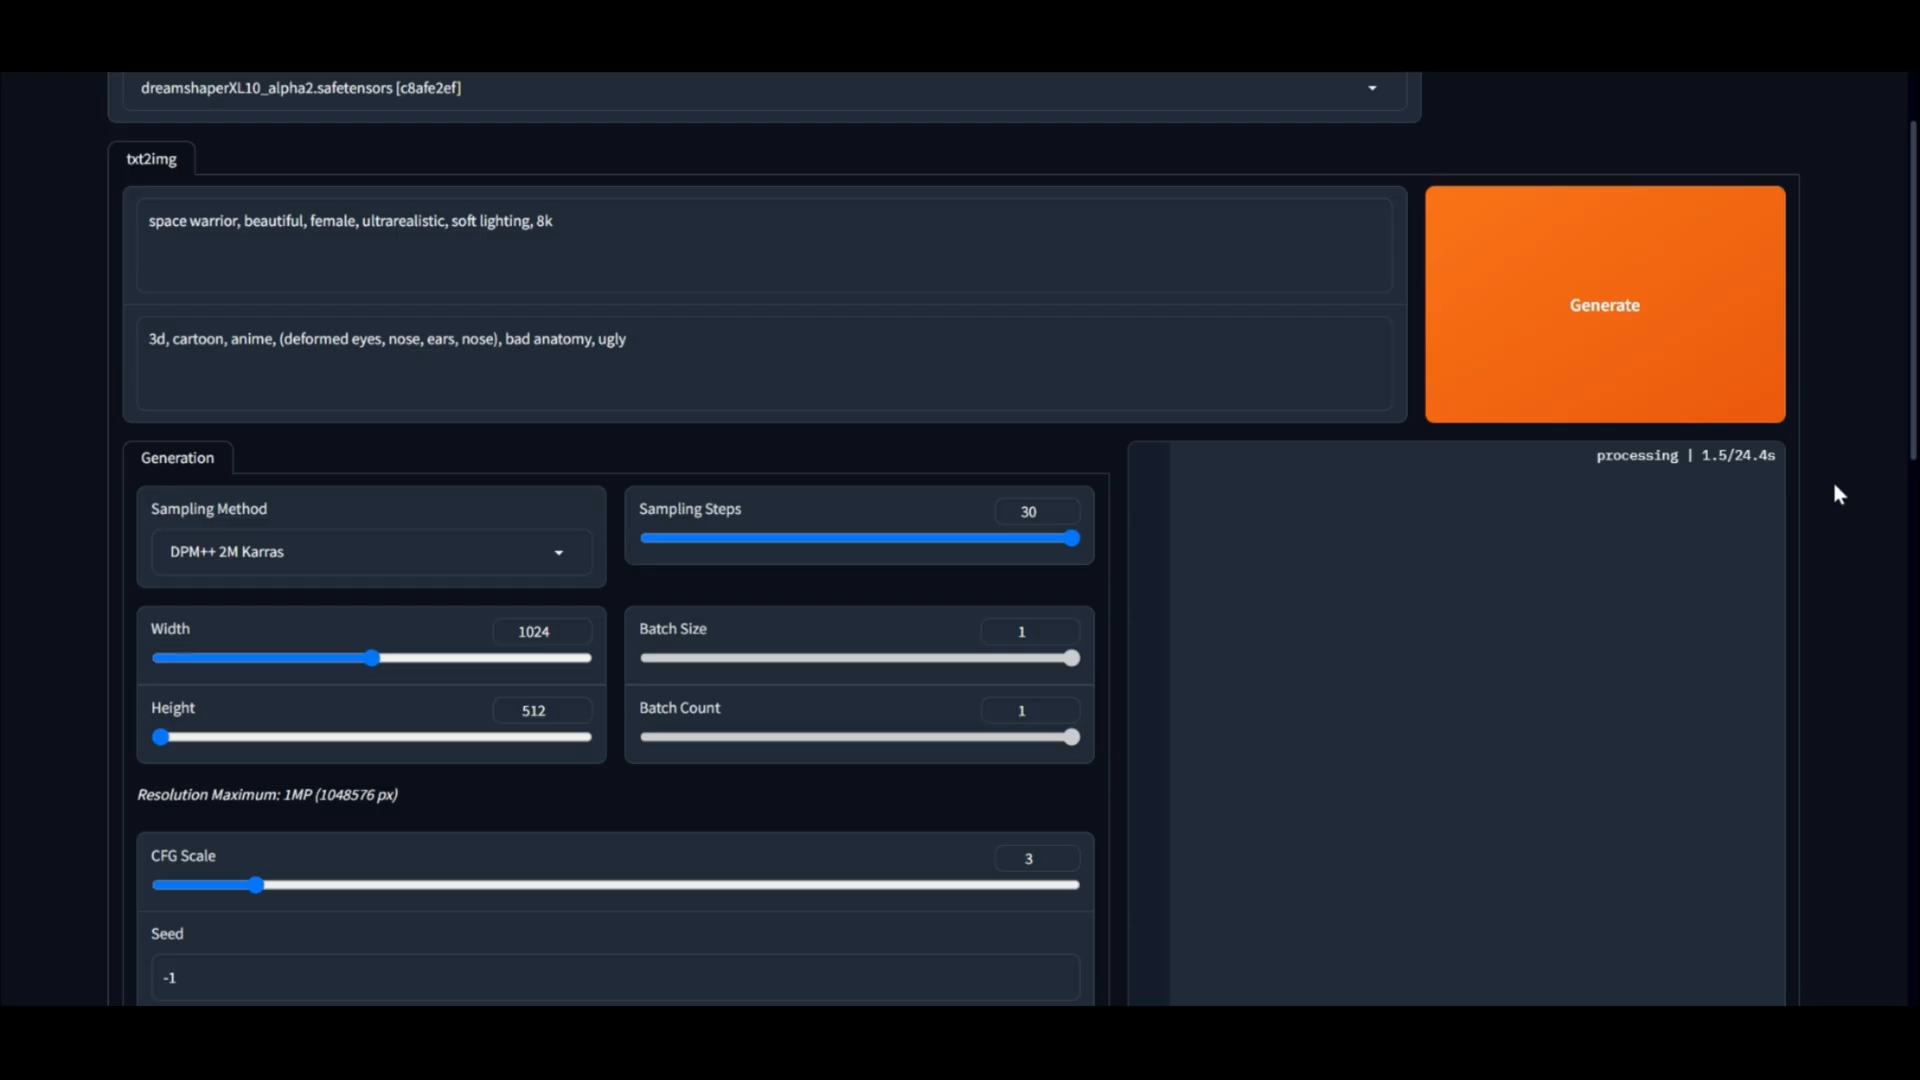 dreamshaperXL10_alpha2.safetensors [c8afe2ef]
txt2img
space warrior, beautiful, female, ultrarealistic, soft lighting, 8k
Generate
3d, cartoon, anime, (deformed eyes, nose, ears, nose), bad anatomy, ugly
Generation
processing | 1.5/24.4s
Sampling Method
DPM++ 2M Karras
Sampling Steps
30
Width
1024
Batch Size
1
Height
512
Batch Count
1
Resolution Maximum: 1MP (1048576 px)
CFG Scale
3
Seed
-1